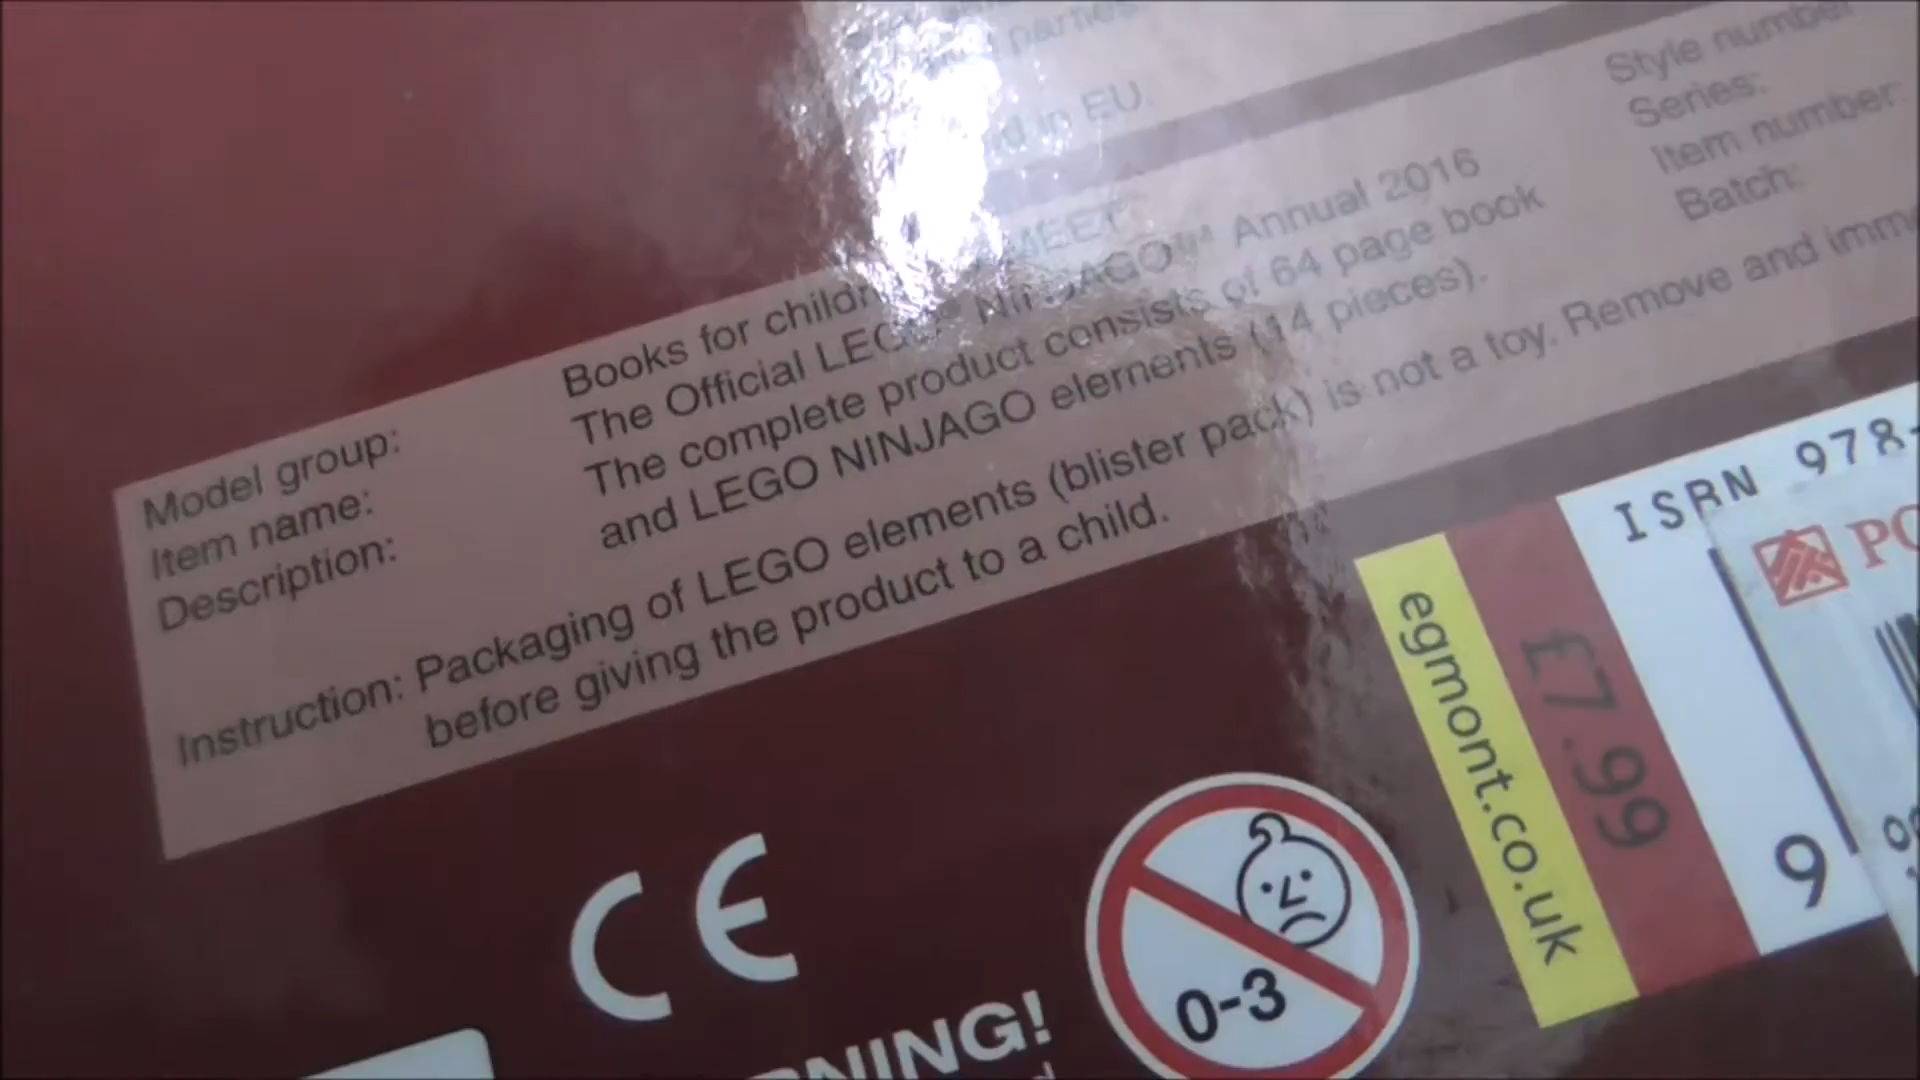 parties
in EU.
Style number
Series:
Item number:
Batch:
Model group: Books for MEET
Item name: The Official LEGO® NINJAGO™ Annual 2016
Description: The complete product consists of 64 page book
and LEGO NINJAGO elements (14 pieces).
Instruction: Packaging of LEGO elements (blister pack) is not a toy. Remove and
before giving the product to a child.
CE
0-3
egmont.co.uk
£7.99
ISBN 978-
9